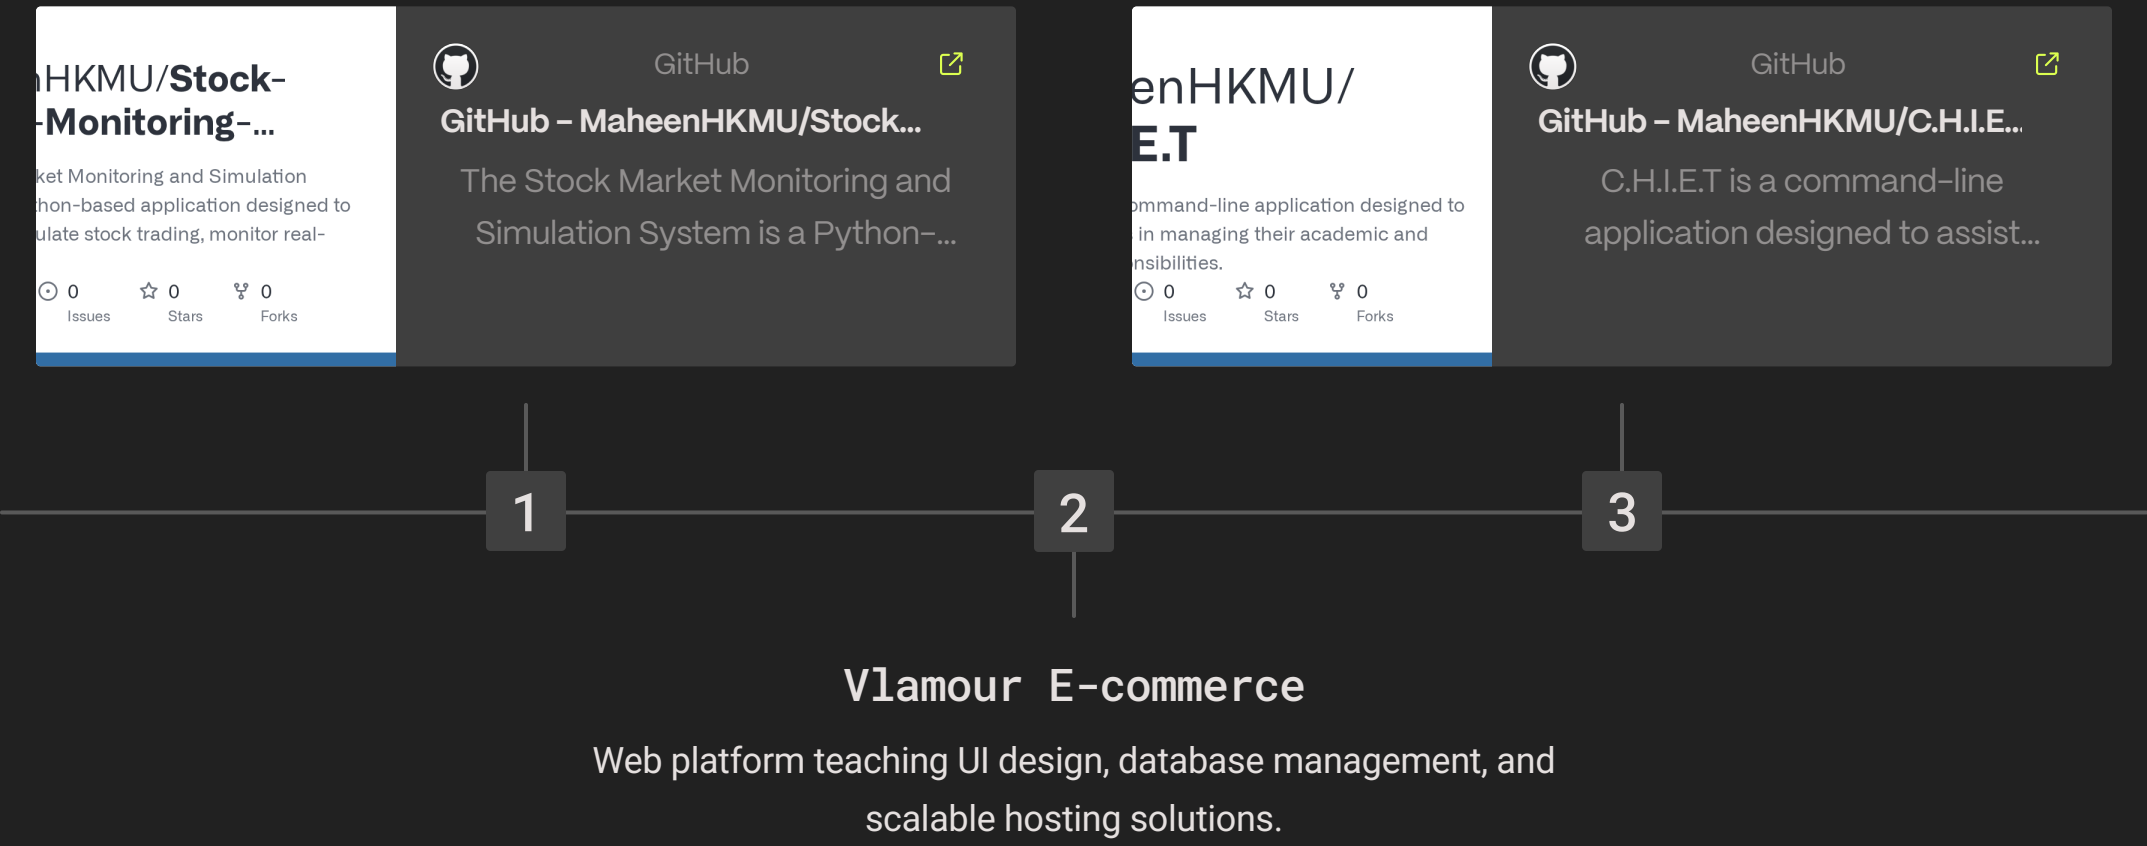 HKMU/Stock-
-Monitoring-...
ket Monitoring and Simulation
thon-based application designed to
ulate stock trading, monitor real-
0
Issues
0
Stars
0
Forks
GitHub
GitHub - MaheenHKMU/Stock...
The Stock Market Monitoring and
Simulation System is a Python-...
enHKMU/
E.T
ommand-line application designed to
in managing their academic and
onsibilities.
0
Issues
0
Stars
0
Forks
GitHub
GitHub - MaheenHKMU/C.H.I.E...
C.H.I.E.T is a command-line
application designed to assist...
1
2
3
Vlamour E-commerce
Web platform teaching UI design, database management, and
scalable hosting solutions.